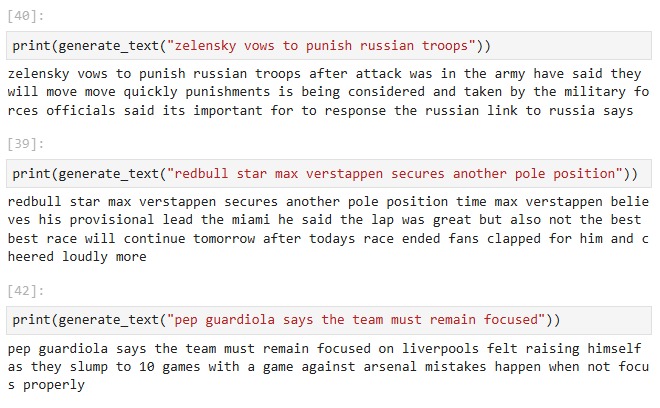 [40]:
print(generate_text("zelensky vows to punish russian troops"))
zelensky vows to punish russian troops after attack was in the army have said they
will move move quickly punishments is being considered and taken by the military fo
rces officials said its important for to response the russian link to russia says
[39]:
print(generate_text("redbull star max verstappen secures another pole position"))
redbull star max verstappen secures another pole position time max verstappen belie
ves his provisional lead the miami he said the lap was great but also not the best
best race will continue tomorrow after todays race ended fans clapped for him and c
heered loudly more
[42]:
print(generate_text("pep guardiola says the team must remain focused"))
pep guardiola says the team must remain focused on liverpools felt raising himself
as they slump to 10 games with a game against arsenal mistakes happen when not focu
s properly